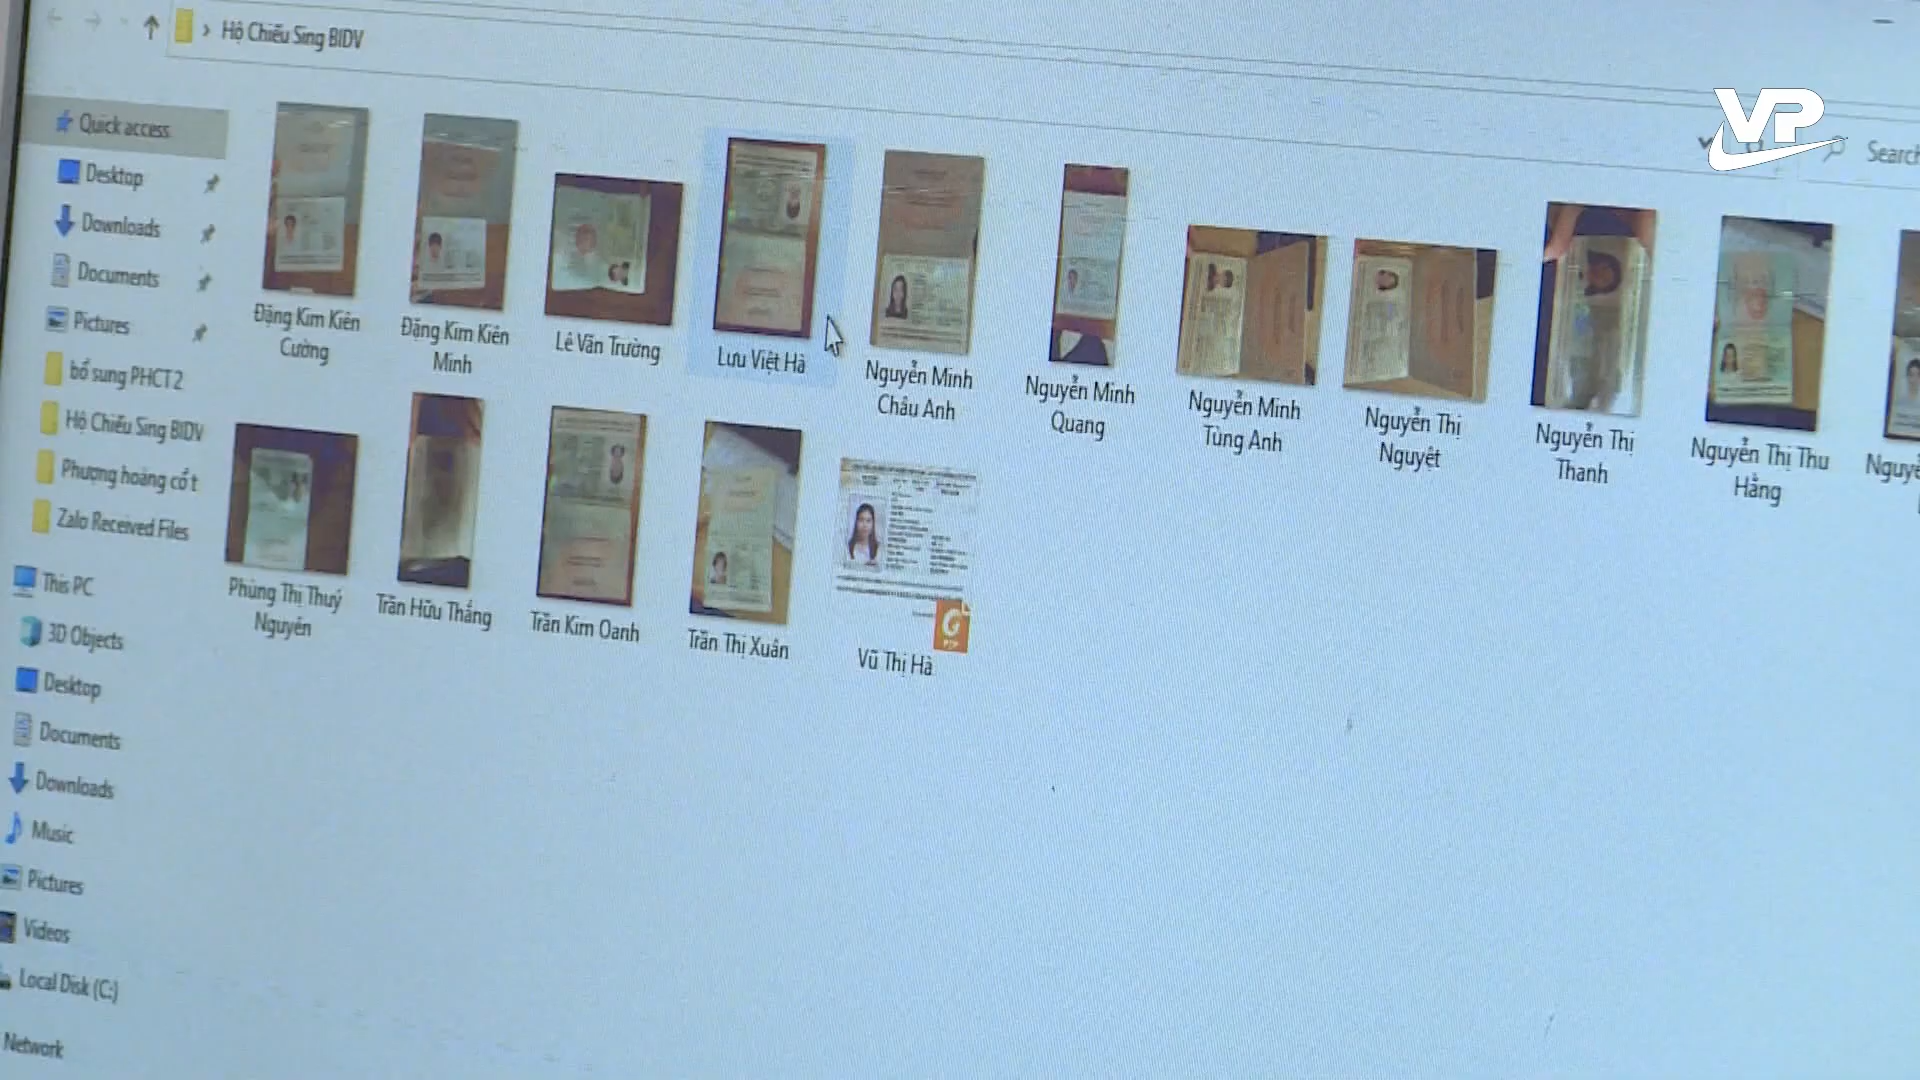 Hộ Chiếu Sing BIDV
VP
Search
Quick access
Desktop
Downloads
Documents
Pictures
bổ sung PHCT2
Hộ Chiếu Sing BIDV
Phượng hoàng cổ t
Zalo Received Files
This PC
3D Objects
Desktop
Documents
Downloads
Music
Pictures
Videos
Local Disk (C:)
Network
Đặng Kim Kiên
Cường
Đặng Kim Kiên
Minh
Lê Văn Trường
Lưu Việt Hà
Nguyễn Minh
Châu Anh
Nguyễn Minh
Quang
Nguyễn Minh
Tùng Anh
Nguyễn Thị
Nguyệt
Nguyễn Thị
Thanh
Nguyễn Thị Thu
Hằng
Phùng Thị Thuý
Nguyên
Trần Hữu Thắng
Trần Kim Oanh
Trần Thị Xuân
Vũ Thị Hà